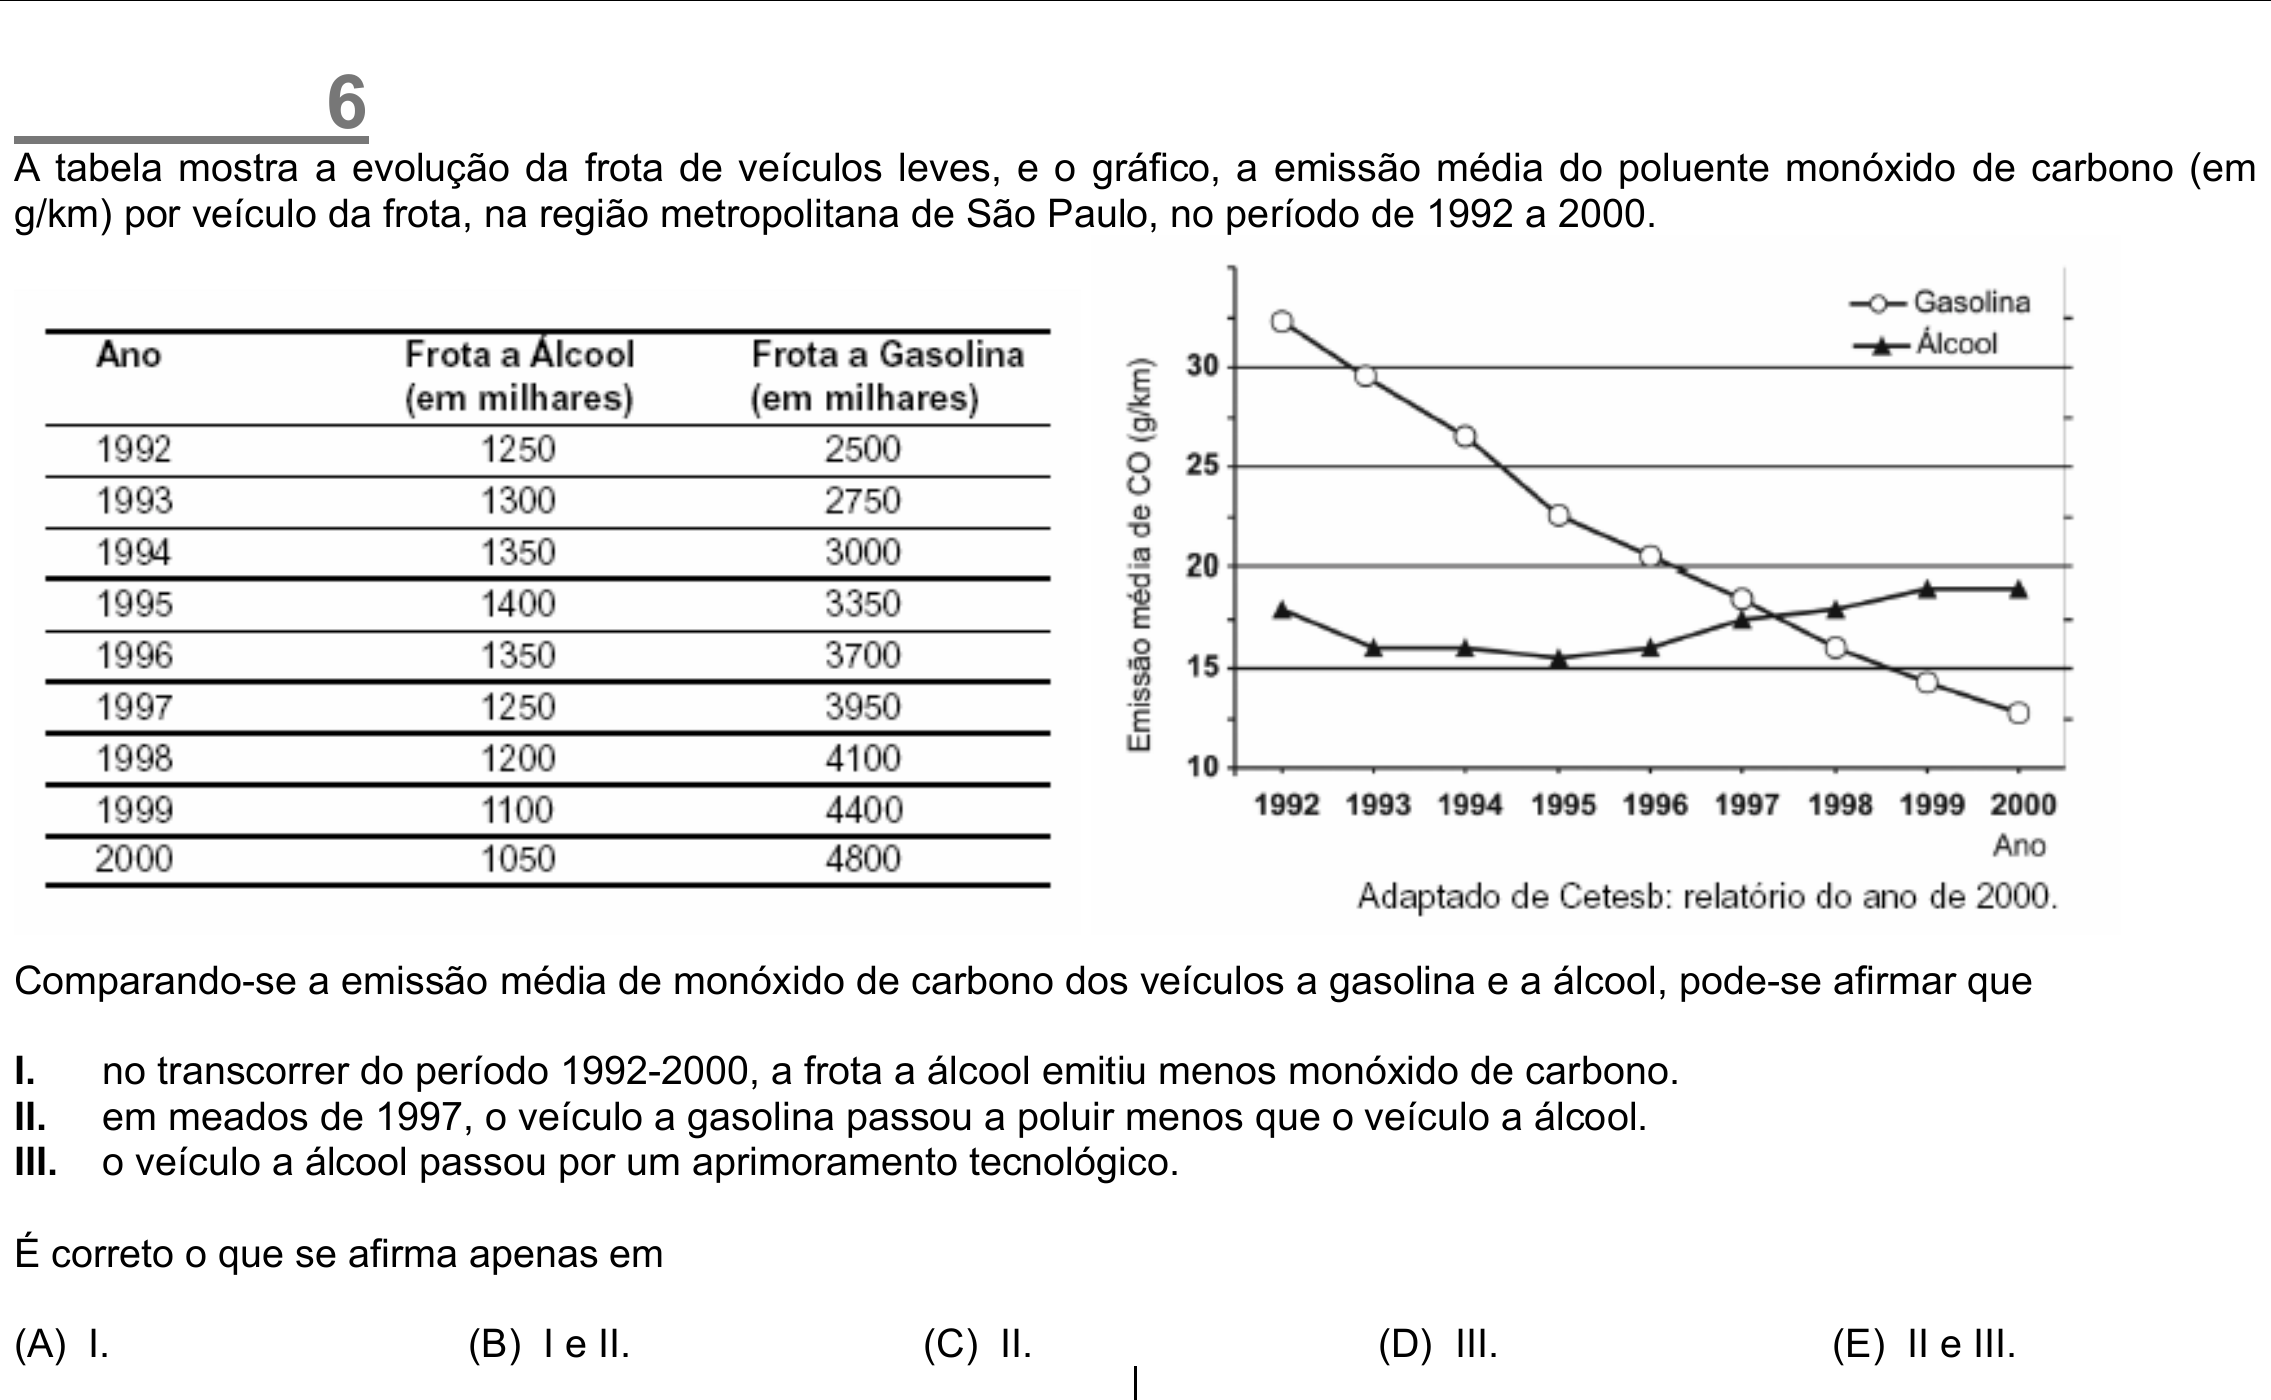 6
A tabela mostra a evolução da frota de veículos leves, e o gráfico, a emissão média do poluente monóxido de carbono (em
g/km) por veículo da frota, na região metropolitana de São Paulo, no período de 1992 a 2000.
Ano Frota a Álcool Frota a Gasolina
(em milhares) (em milhares)
1992 1250 2500
1993 1300 2750
1994 1350 3000
1995 1400 3350
1996 1350 3700
1997 1250 3950
1998 1200 4100
1999 1100 4400
2000 1050 4800
Gasolina
Álcool
Emissão média de CO (g/km)
30
25
20
15
10
1992 1993 1994 1995 1996 1997 1998 1999 2000
Ano
Adaptado de Cetesb: relatório do ano de 2000.
Comparando-se a emissão média de monóxido de carbono dos veículos a gasolina e a álcool, pode-se afirmar que
I. no transcorrer do período 1992-2000, a frota a álcool emitiu menos monóxido de carbono.
II. em meados de 1997, o veículo a gasolina passou a poluir menos que o veículo a álcool.
III. o veículo a álcool passou por um aprimoramento tecnológico.
É correto o que se afirma apenas em
(A) I. (B) I e II. (C) II. (D) III. (E) II e III.